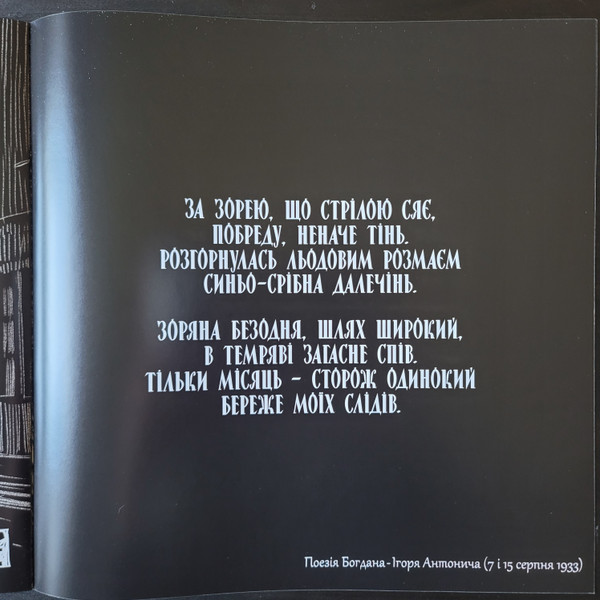 ЗА ЗОРЕЮ, ЩО СТРІЛОЮ СЯЄ,
ПОБРЕДУ, НЕНАЧЕ ТІНЬ.
РОЗГОРНУЛАСЬ ЛЬОДОВИМ РОЗМАЄМ
СИНЬО-СРІБНА ДАЛЕЧІНЬ.
ЗОРЯНА БЕЗОДНЯ, ШЛЯХ ШИРОКИЙ,
В ТЕМРЯВІ ЗАГАСНЕ СПІВ.
ТІЛЬКИ МІСЯЦЬ – СТОРОЖ ОДИНОКИЙ
БЕРЕЖЕ МОЇХ СЛІДІВ.
Поезія Богдана-Ігоря Антонича (7 і 15 серпня 1933)